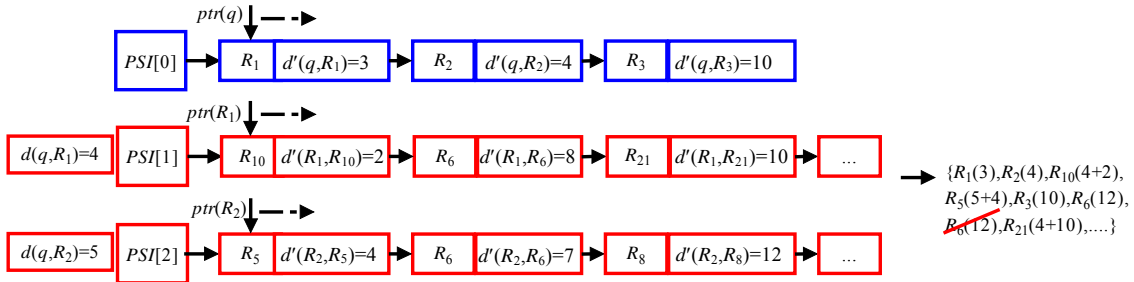 ptr(q)
PSI[0] R1 d'(q,R1)=3 R2 d'(q,R2)=4 R3 d'(q,R3)=10
ptr(R1)
d(q,R1)=4 PSI[1] R10 d'(R1,R10)=2 R6 d'(R1,R6)=8 R21 d'(R1,R21)=10 ...
{R1(3),R2(4),R10(4+2),
R5(5+4),R3(10),R6(12),
R6(12),R21(4+10),....}
ptr(R2)
d(q,R2)=5 PSI[2] R5 d'(R2,R5)=4 R6 d'(R2,R6)=7 R8 d'(R2,R8)=12 ...